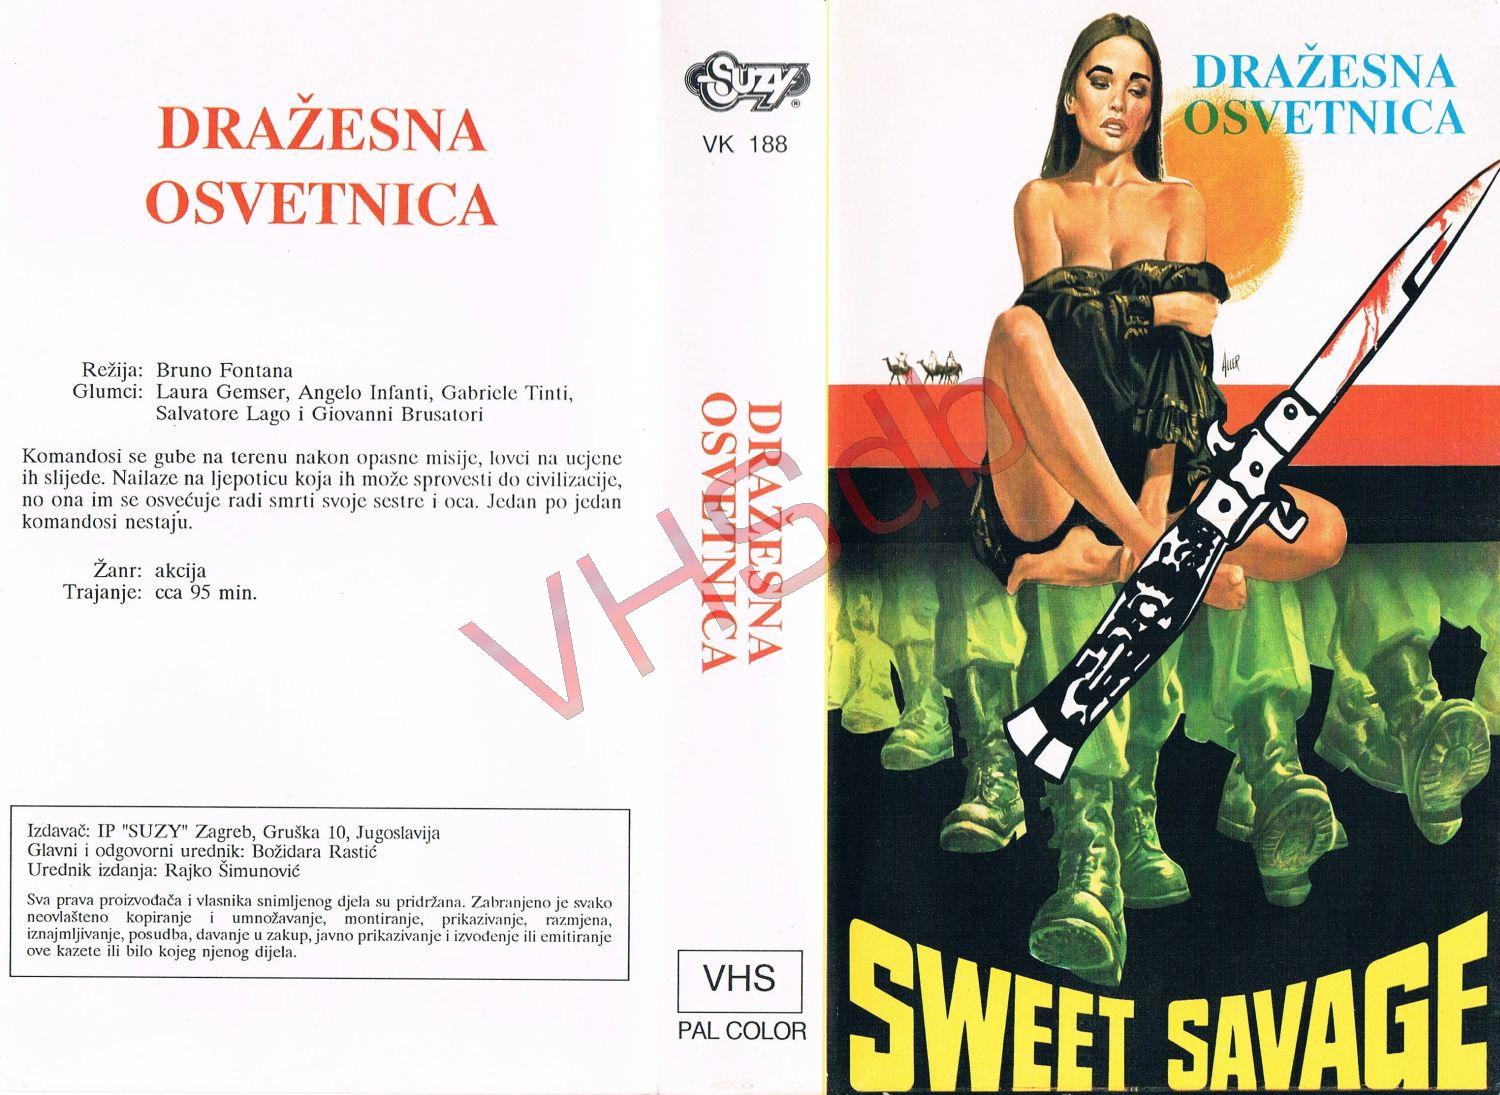 DRAŽESNA
OSVETNICA
Režija: Bruno Fontana
Glumci: Laura Gemser, Angelo Infanti, Gabriele Tinti,
Salvatore Lago i Giovanni Brusatori
Komandosi se gube na terenu nakon opasne misije, lovci na ucjene
ih slijede. Nailaze na ljepoticu koja ih može sprovesti do civilizacije,
no ona im se osvećuje radi smrti svoje sestre i oca. Jedan po jedan
komandosi nestaju.
Žanr: akcija
Trajanje: cca 95 min.
Izdavač: IP "SUZY" Zagreb, Gruška 10, Jugoslavija
Glavni i odgovorni urednik: Božidara Rastić
Urednik izdanja: Rajko Šimunović
Sva prava proizvođača i vlasnika snimljenog djela su pridržana. Zabranjeno je svako
neovlašteno kopiranje i umnožavanje, montiranje, prikazivanje, razmjena,
iznajmljivanje, posudba, davanje u zakup, javno prikazivanje i izvođenje ili emitiranje
ove kazete ili bilo kojeg njenog dijela.
SUZY ®
VK 188
DRAŽESNA
OSVETNICA
VHS
PAL COLOR
VHSdb
DRAŽESNA
OSVETNICA
ALLER
SWEET SAVAGE